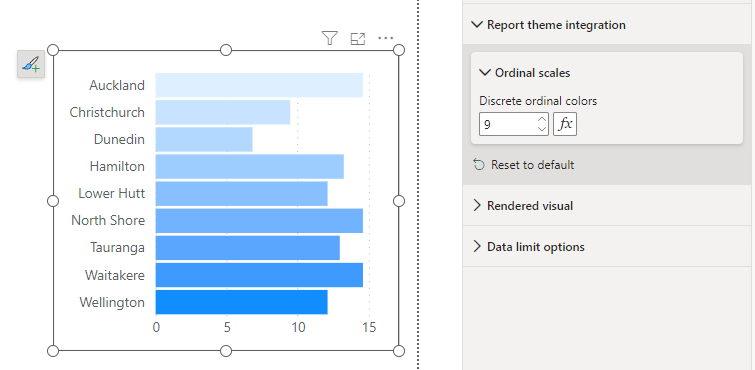 Auckland
Christchurch
Dunedin
Hamilton
Lower Hutt
North Shore
Tauranga
Waitakere
Wellington
0 5 10 15
Report theme integration
Ordinal scales
Discrete ordinal colors
9 fx
Reset to default
Rendered visual
Data limit options